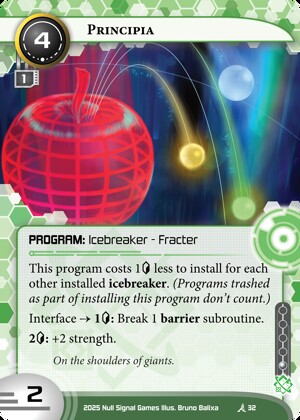 4
PRINCIPIA
1
PROGRAM: Icebreaker - Fracter
This program costs 1 less to install for each
other installed icebreaker. (Programs trashed
as part of installing this program don't count.)
Interface → 1: Break 1 barrier subroutine.
2: +2 strength.
On the shoulders of giants.
2
2025 Null Signal Games Illus. Bruno Balixa 32